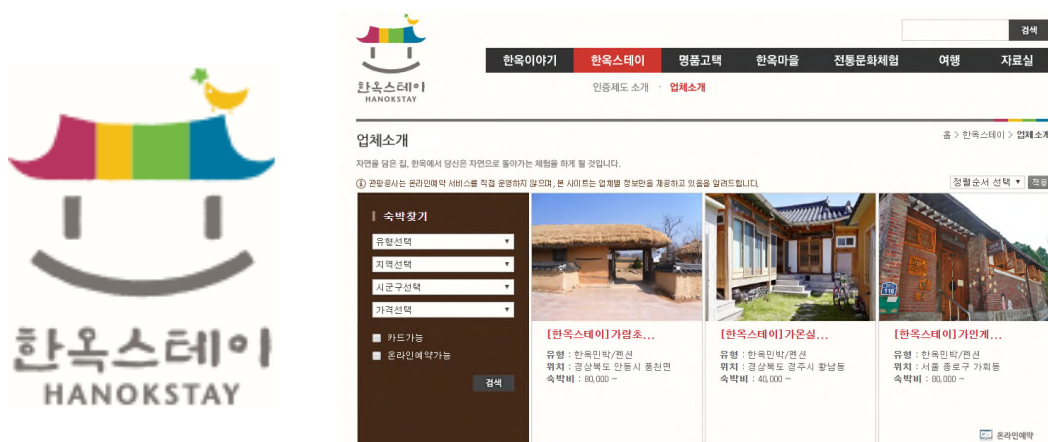 한옥스테이
HANOKSTAY
한옥스테이
HANOKSTAY
검색
한옥이야기 한옥스테이 명품고택 한옥마을 전통문화체험 여행 자료실
인증제도 소개 · 업체소개
업체소개
홈 > 한옥스테이 > 업체소개
자연을 담은 집, 한옥에서 당신은 자연으로 돌아가는 체험을 하게 될 것입니다.
관광공사는 온라인예약 서비스를 직접 운영하지 않으며, 본 사이트는 업체별 정보만을 제공하고 있음을 알려드립니다.
정렬순서 선택 적용
숙박찾기
유형선택
지역선택
시군구선택
가격선택
카드가능
온라인예약가능
검색
[한옥스테이]가람초...
유형 : 한옥민박/펜션
위치 : 경상북도 안동시 풍천면
숙박비 : 80,000 ~
[한옥스테이]가온실...
유형 : 한옥민박/펜션
위치 : 경상북도 경주시 황남동
숙박비 : 40,000 ~
[한옥스테이]가인게...
유형 : 한옥민박/펜션
위치 : 서울 종로구 가회동
숙박비 : 80,000 ~
온라인예약